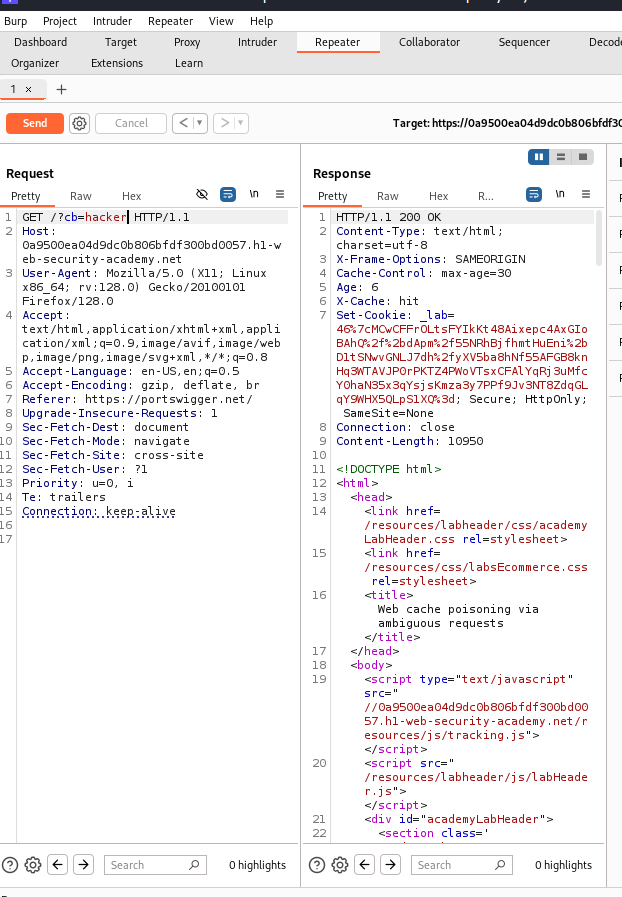 Burp Project Intruder Repeater View Help
Dashboard Target Proxy Intruder Repeater Collaborator Sequencer Decode
Organizer Extensions Learn
1 × +
Send Cancel < ▾ > ▾ Target: https://0a9500ea04d9dc0b806bfdf30
Request
Pretty Raw Hex \n
1 GET /?cb=hacker HTTP/1.1
2 Host:
0a9500ea04d9dc0b806bfdf300bd0057.h1-w
eb-security-academy.net
3 User-Agent: Mozilla/5.0 (X11; Linux
x86_64; rv:128.0) Gecko/20100101
Firefox/128.0
4 Accept:
text/html,application/xhtml+xml,appli
cation/xml;q=0.9,image/avif,image/web
p,image/png,image/svg+xml,*/*;q=0.8
5 Accept-Language: en-US,en;q=0.5
6 Accept-Encoding: gzip, deflate, br
7 Referer: https://portswigger.net/
8 Upgrade-Insecure-Requests: 1
9 Sec-Fetch-Dest: document
10 Sec-Fetch-Mode: navigate
11 Sec-Fetch-Site: cross-site
12 Sec-Fetch-User: ?1
13 Priority: u=0, i
14 Te: trailers
15 Connection: keep-alive
16
17
Search 0 highlights
Response
Pretty Raw Hex R... \n
1 HTTP/1.1 200 OK
2 Content-Type: text/html;
charset=utf-8
3 X-Frame-Options: SAMEORIGIN
4 Cache-Control: max-age=30
5 Age: 6
6 X-Cache: hit
7 Set-Cookie: _lab=
46%7cMCwCFFrOLtsFYIkKt48Aixepc4AxGIo
BAhQ%2f%2bdApm%2f55NRhBjfhmtHuEni%2b
D1tSNwvGNLJ7dh%2fyXV5ba8hNf55AFGB8kn
Hq3WTAVJP0rPKTZ4PWoVTsxCFAlYqRj3uMfc
Y0haN35x3qYsjsKmza3y7PPf9Jv3NT8ZdqGL
qY9WHX5QLpS1XQ%3d; Secure; HttpOnly;
SameSite=None
8 Connection: close
9 Content-Length: 10950
10
11 <!DOCTYPE html>
12 <html>
13 <head>
14 <link href=
/resources/labheader/css/academy
LabHeader.css rel=stylesheet>
15 <link href=
/resources/css/labsEcommerce.css
rel=stylesheet>
16 <title>
Web cache poisoning via
ambiguous requests
</title>
17 </head>
18 <body>
19 <script type="text/javascript"
src="
//0a9500ea04d9dc0b806bfdf300bd00
57.h1-web-security-academy.net/r
esources/js/tracking.js">
</script>
20 <script src="
/resources/labheader/js/labHeade
r.js">
</script>
21 <div id="academyLabHeader">
22 <section class='
Search 0 highlights